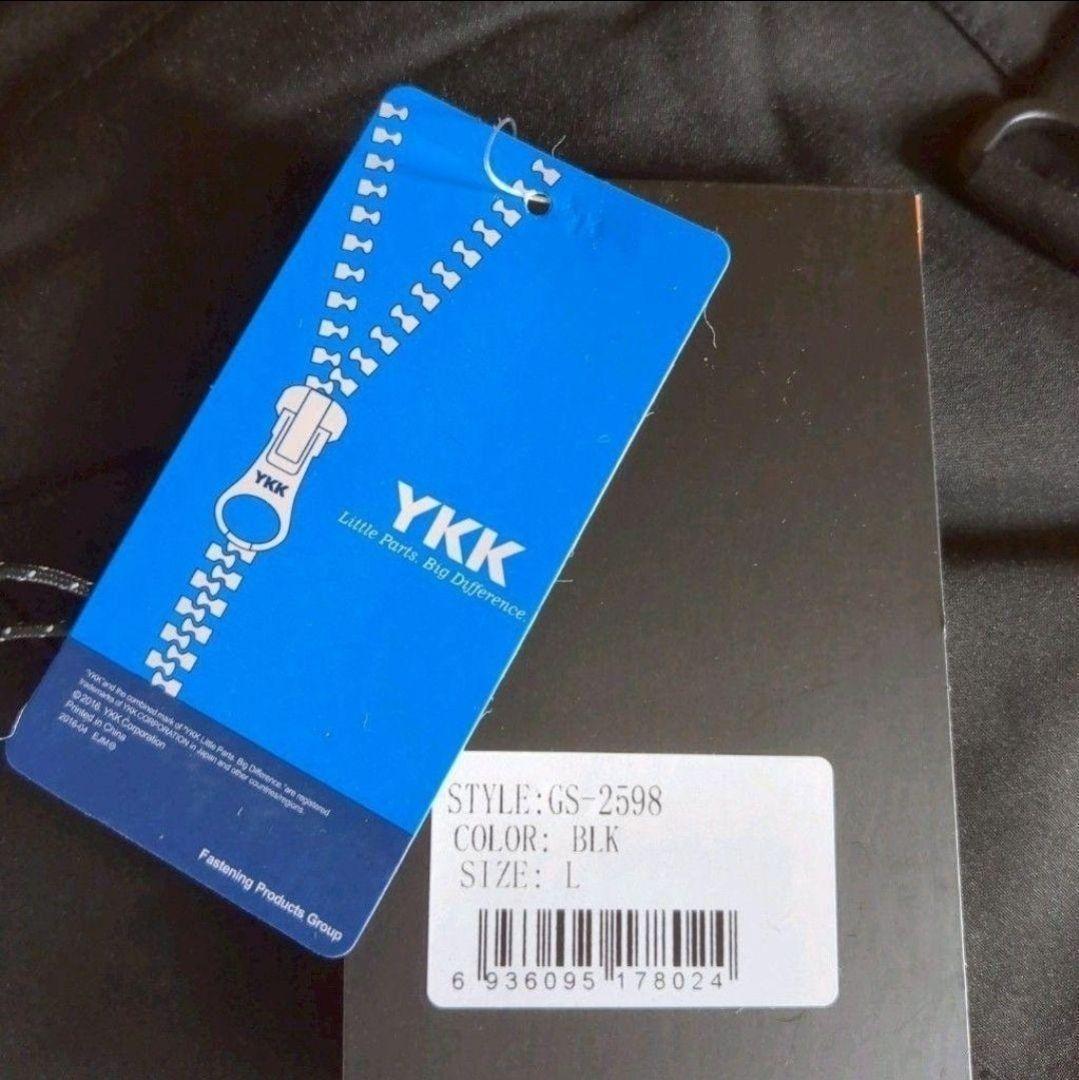 YKK
YKK
Little Parts. Big Difference.
"YKK" and the combined mark of "YKK, Little Parts. Big Difference." are registered
trademarks of YKK CORPORATION in Japan and other countries/regions.
© 2016, YKK Corporation
Printed in China
2016-04 EJM®
Fastening Products Group
STYLE:GS-2598
COLOR: BLK
SIZE: L
6 936095 178024